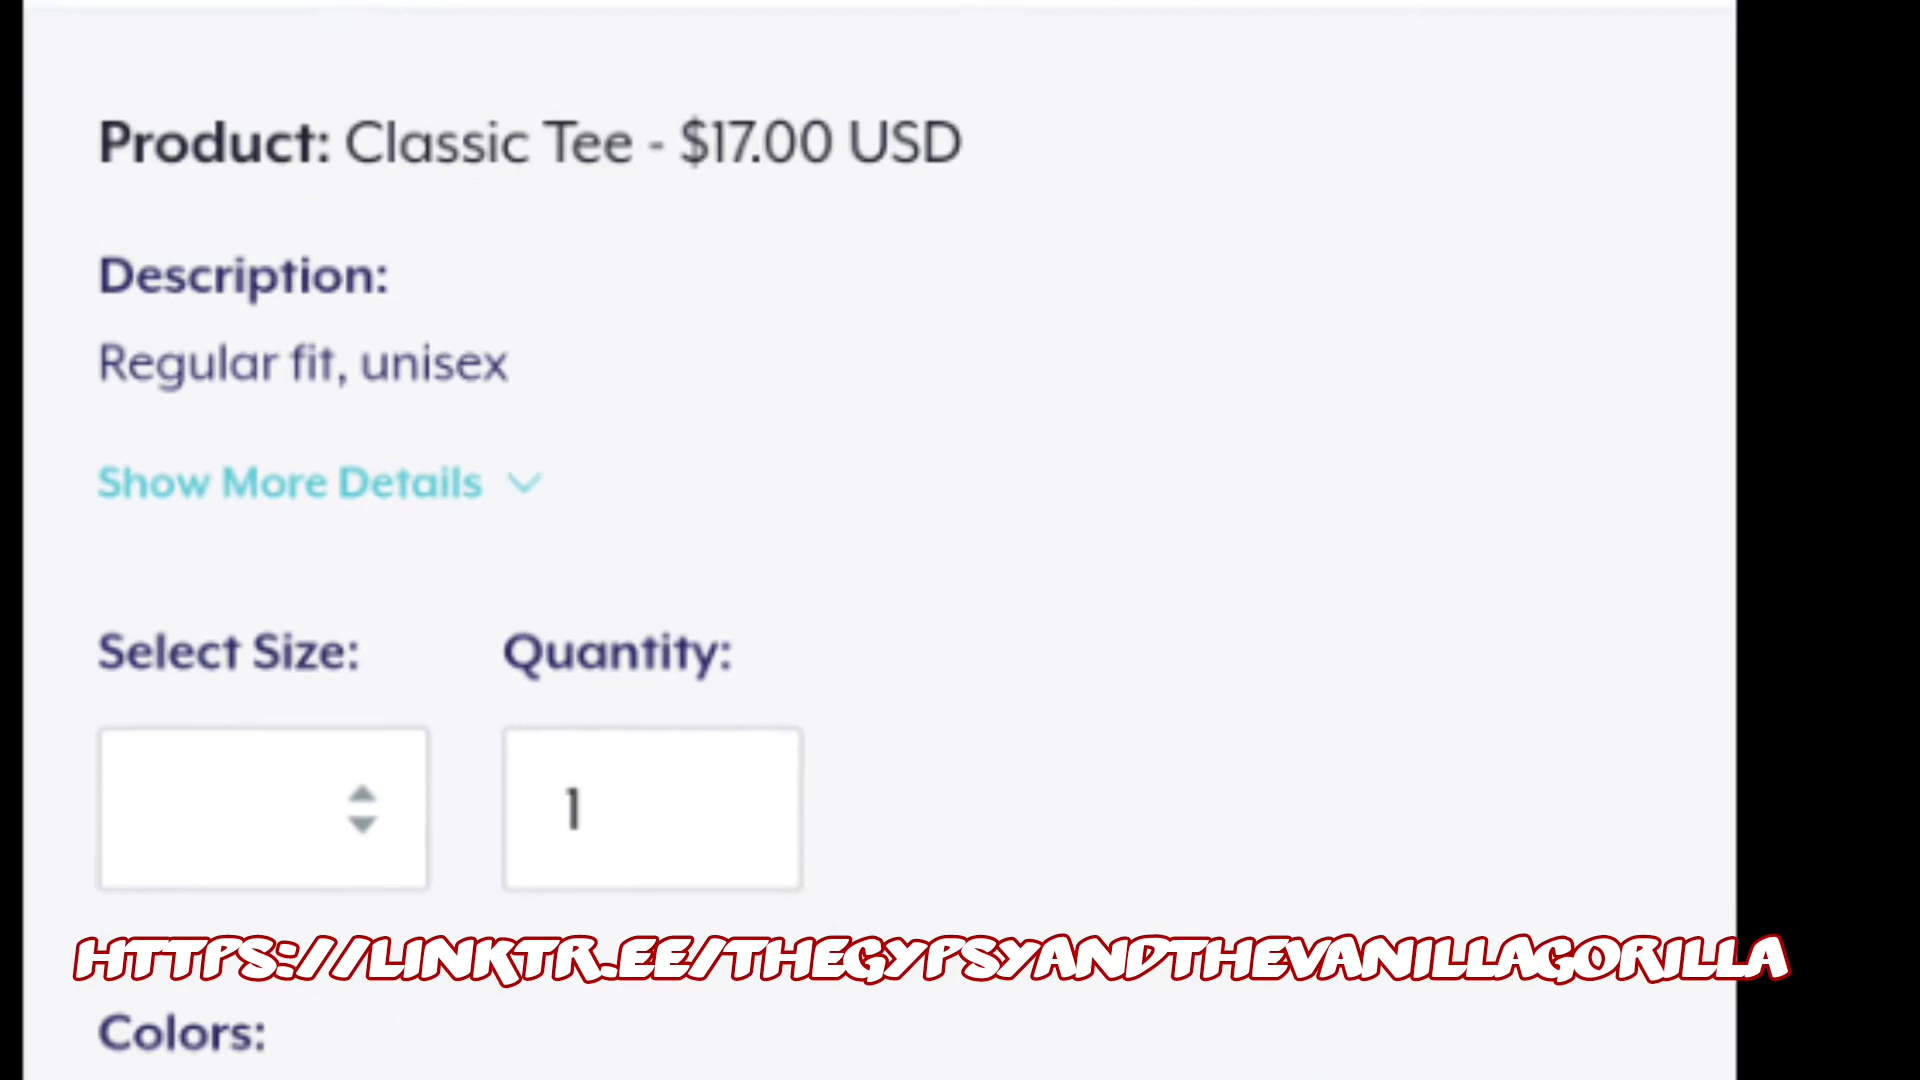 Product: Classic Tee - $17.00 USD
Description:
Regular fit, unisex
Show More Details
Select Size: Quantity:
1
HTTPS://LINKTR.EE/THEGYPSYANDTHEVANILLAGORILLA
Colors: